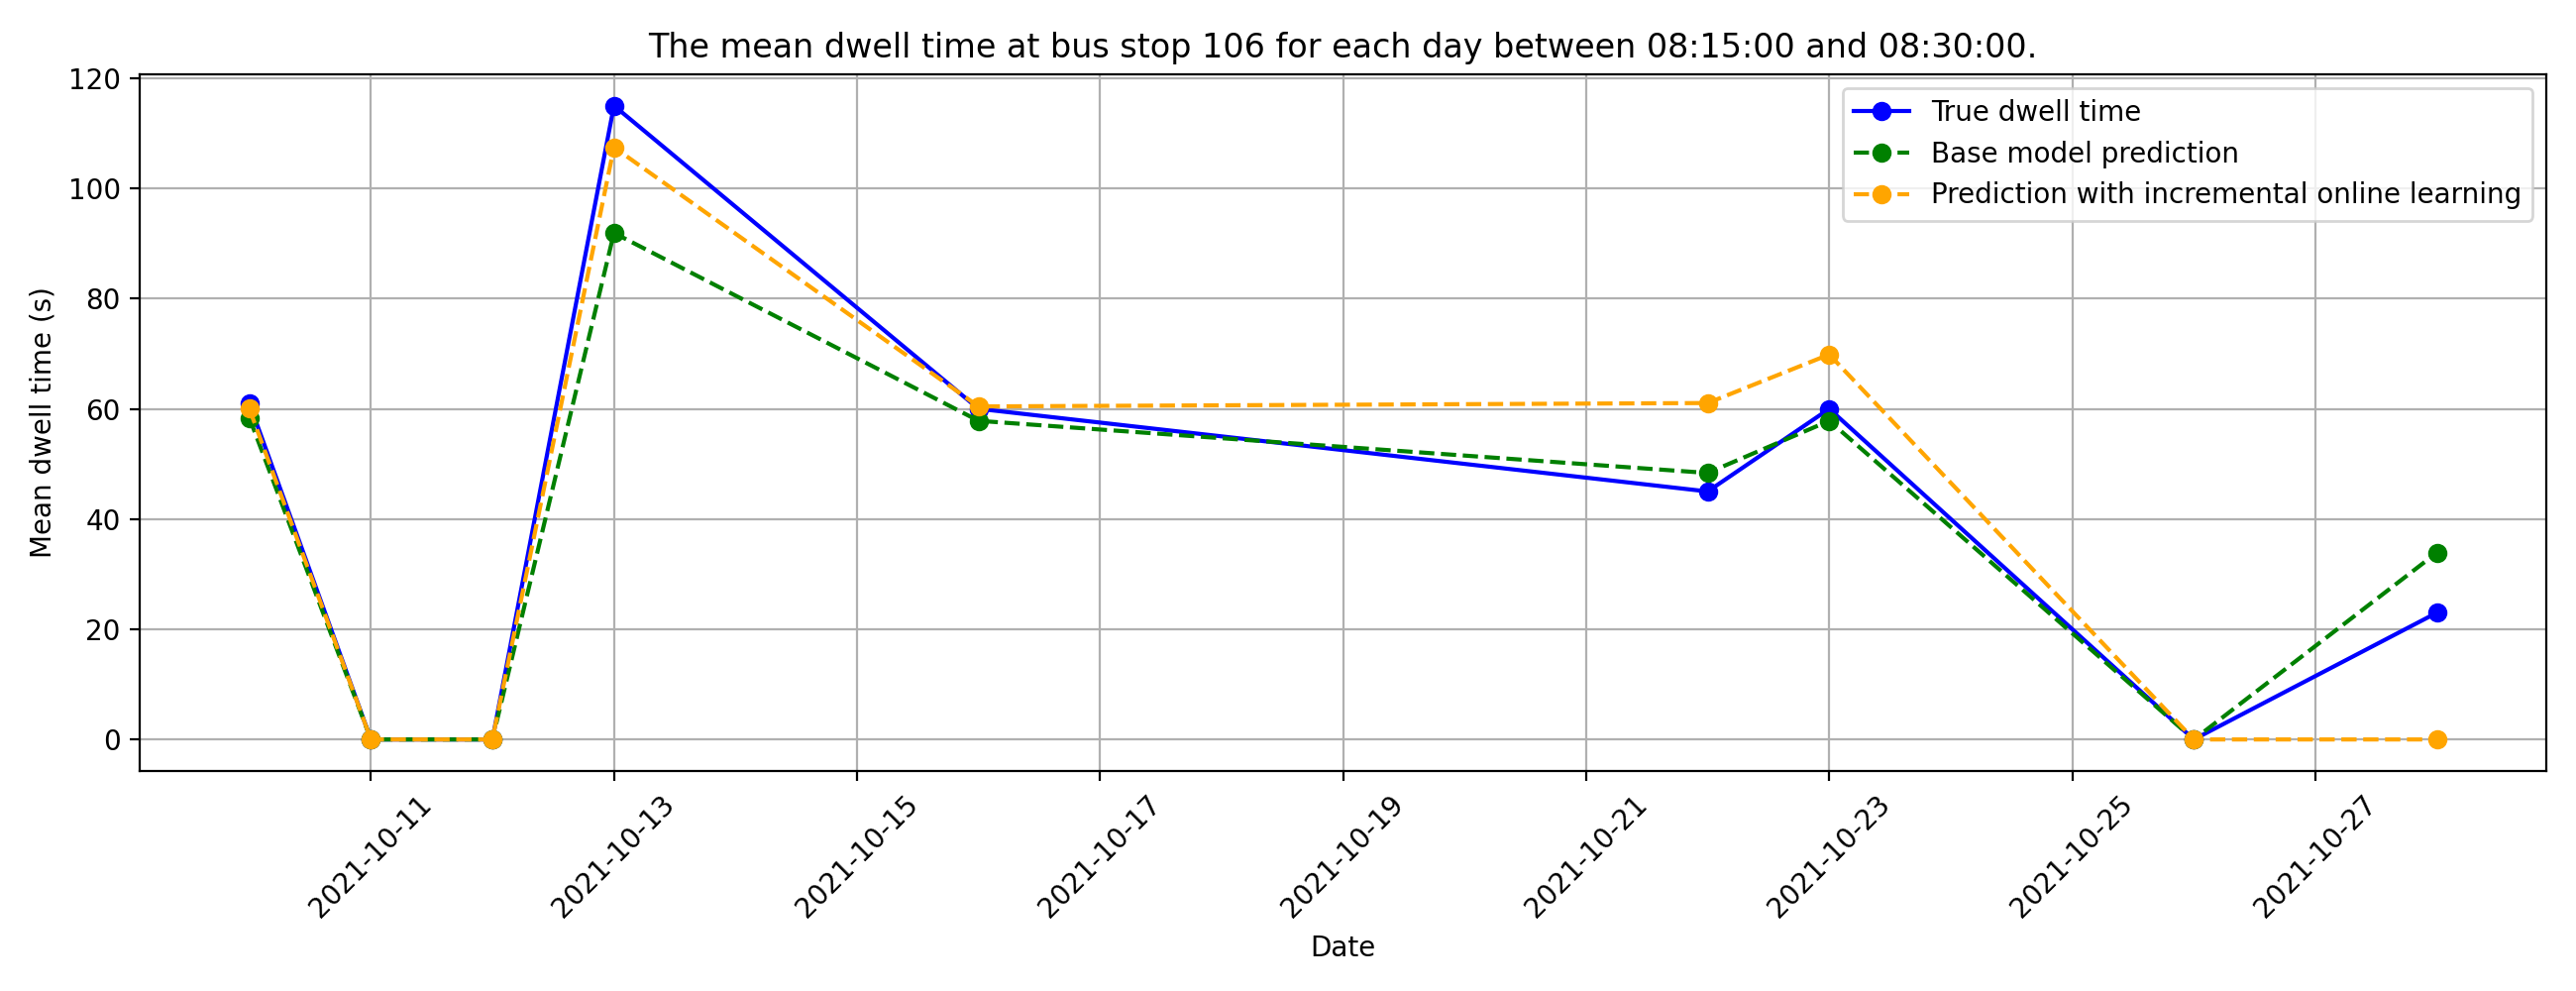 The mean dwell time at bus stop 106 for each day between 08:15:00 and 08:30:00.
120
100
80
60
40
20
0
Mean dwell time (s)
True dwell time
Base model prediction
Prediction with incremental online learning
2021-10-11
2021-10-13
2021-10-15
2021-10-17
2021-10-19
2021-10-21
2021-10-23
2021-10-25
2021-10-27
Date